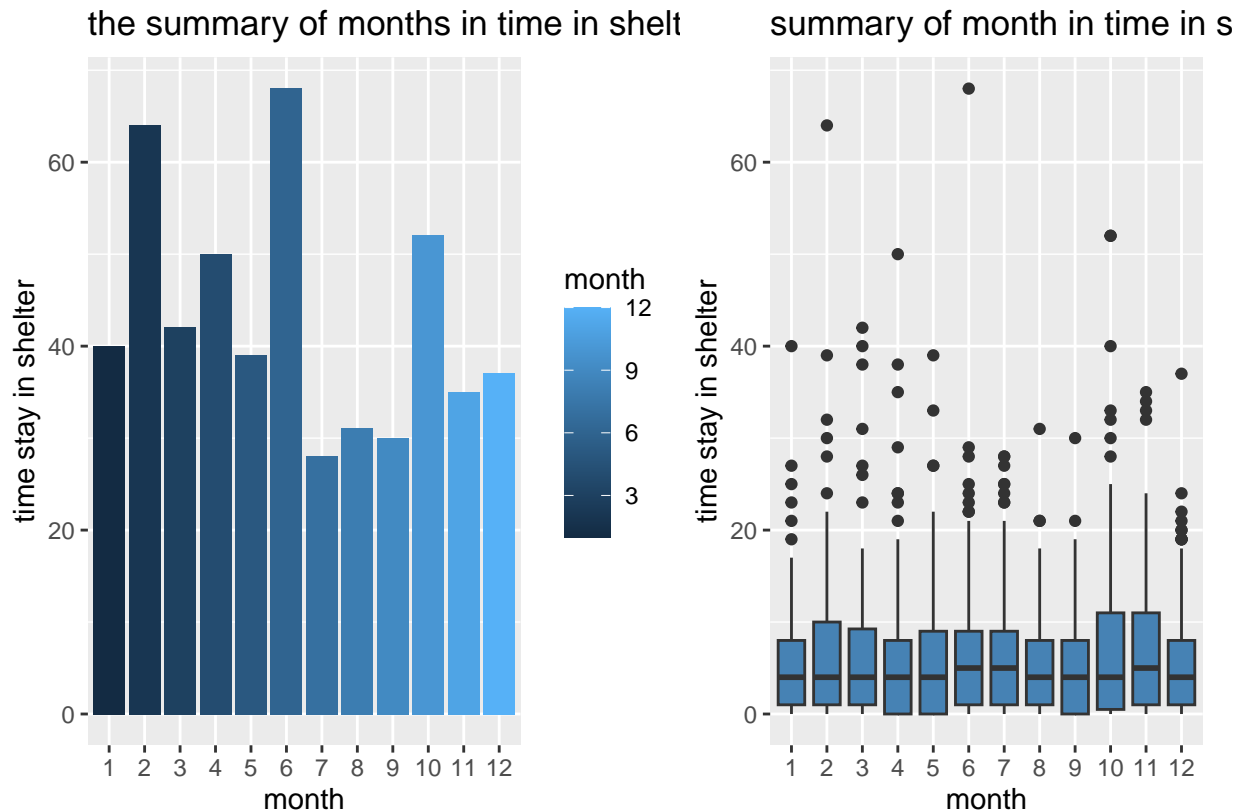 the summary of months in time in shelt
60
40
20
0
time stay in shelter
1 2 3 4 5 6 7 8 9 10 11 12
month
month
12
9
6
3
summary of month in time in s
60
40
20
0
time stay in shelter
1 2 3 4 5 6 7 8 9 10 11 12
month